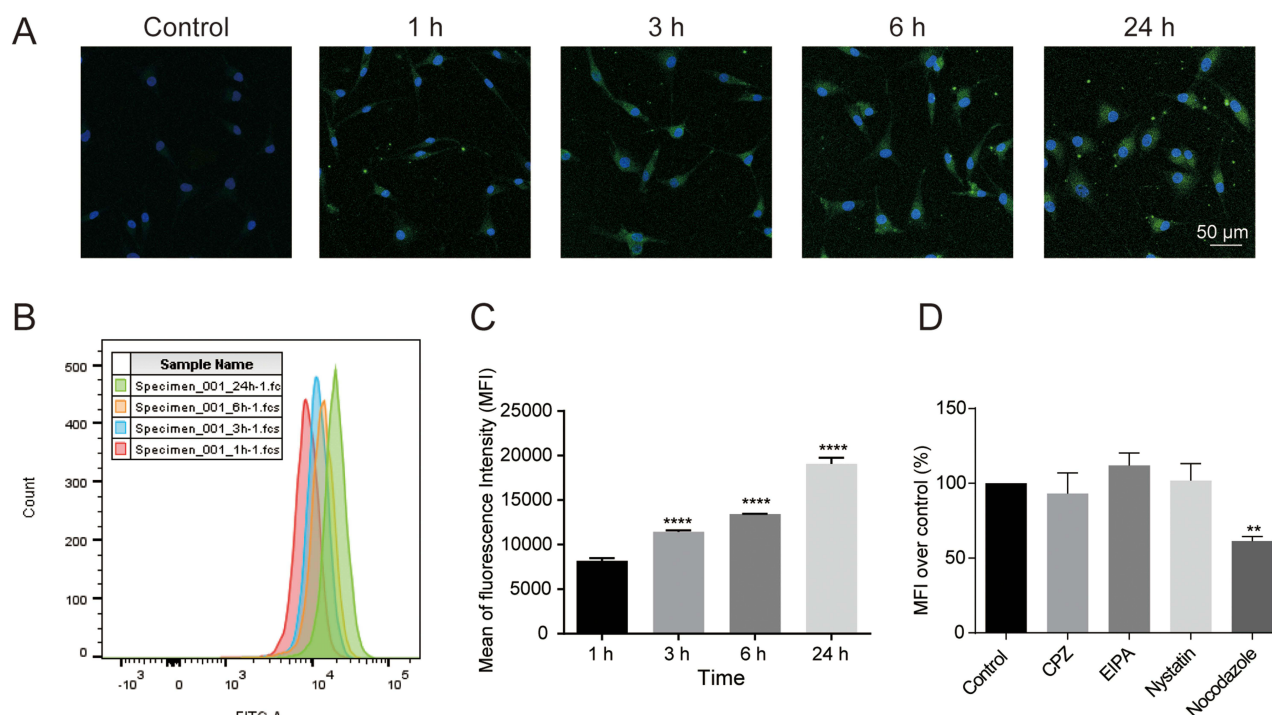 A
Control
1 h
3 h
6 h
24 h
50 µm
B
Sample Name
Specimen_001_24h-1.fc
Specimen_001_6h-1.fcs
Specimen_001_3h-1.fcs
Specimen_001_1h-1.fcs
Count
500
400
300
200
100
0
-10³
0
10³
10⁴
10⁵
C
Mean of fluorescence Intensity (MFI)
25000
20000
15000
10000
5000
0
****
****
****
1 h
3 h
6 h
24 h
Time
D
MFI over control (%)
150
100
50
0
**
Control
CPZ
EIPA
Nystatin
Nocodazole